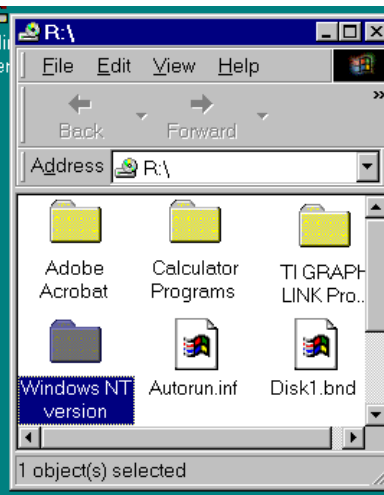 R:\
File Edit View Help
Back Forward
»
Address R:\
Adobe Acrobat
Calculator Programs
TI GRAPH LINK Pro..
Windows NT version
Autorun.inf
Disk1.bnd
1 object(s) selected